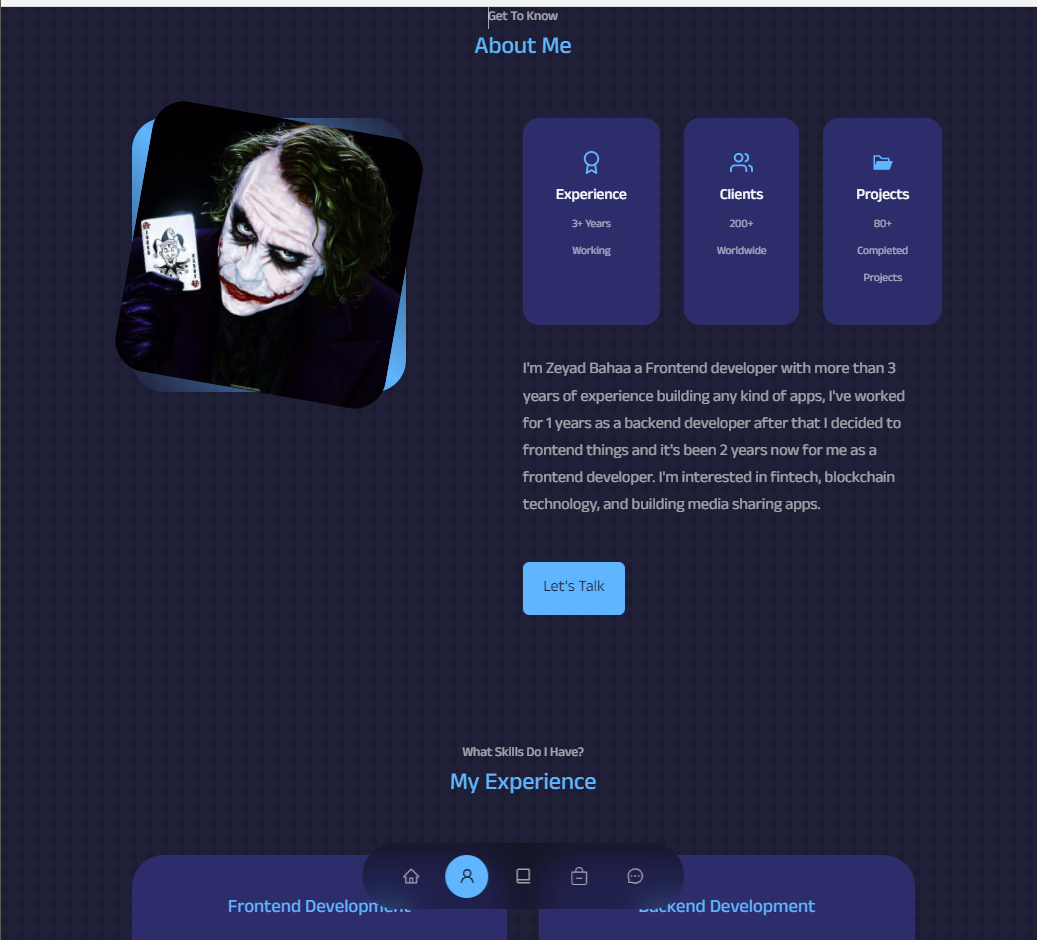 Get To Know
About Me
Experience
3+ Years
Working
Clients
200+
Worldwide
Projects
80+
Completed
Projects
I'm Zeyad Bahaa a Frontend developer with more than 3
years of experience building any kind of apps, I've worked
for 1 years as a backend developer after that I decided to
frontend things and it's been 2 years now for me as a
frontend developer. I'm interested in fintech, blockchain
technology, and building media sharing apps.
Let's Talk
What Skills Do I Have?
My Experience
Frontend Development
Backend Development